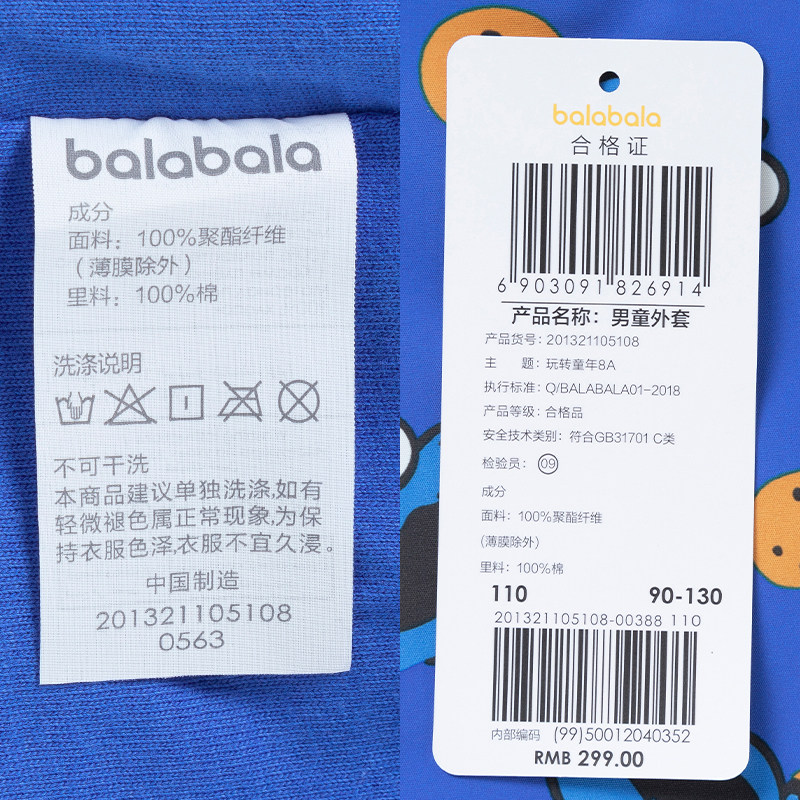 balabala
成分
面料：100%聚酯纤维
（薄膜除外）
里料：100%棉
洗涤说明
不可干洗
本商品建议单独洗涤,如有
轻微褪色属正常现象,为保
持衣服色泽,衣服不宜久浸。
中国制造
201321105108
0563
balabala
合格证
6 903091 826914
产品名称：男童外套
产品货号：201321105108
主 题：玩转童年8A
执行标准：Q/BALABALA01-2018
产品等级：合格品
安全技术类别：符合GB31701 C类
检验员：09
成分
面料：100%聚酯纤维
(薄膜除外)
里料：100%棉
110 90-130
201321105108-00388 110
内部编码 (99)50012040352
RMB 299.00